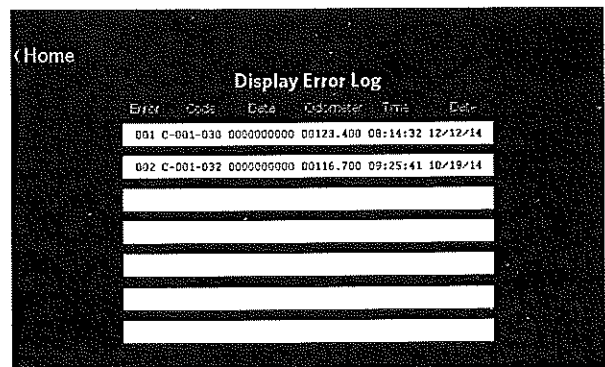 ‹Home
Display Error Log
Error Code Data Odometer Time Date
001 C-001-030 0000000000 00123.400 08:14:32 12/12/14
002 C-001-032 0000000000 00116.700 09:25:41 10/19/14